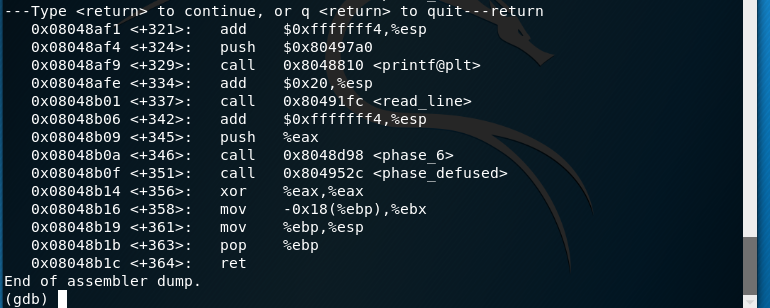 ---Type <return> to continue, or q <return> to quit---return
0x08048af1 <+321>: add $0xfffffff4,%esp
0x08048af4 <+324>: push $0x80497a0
0x08048af9 <+329>: call 0x8048810 <printf@plt>
0x08048afe <+334>: add $0x20,%esp
0x08048b01 <+337>: call 0x80491fc <read_line>
0x08048b06 <+342>: add $0xfffffff4,%esp
0x08048b09 <+345>: push %eax
0x08048b0a <+346>: call 0x8048d98 <phase_6>
0x08048b0f <+351>: call 0x804952c <phase_defused>
0x08048b14 <+356>: xor %eax,%eax
0x08048b16 <+358>: mov -0x18(%ebp),%ebx
0x08048b19 <+361>: mov %ebp,%esp
0x08048b1b <+363>: pop %ebp
0x08048b1c <+364>: ret
End of assembler dump.
(gdb)